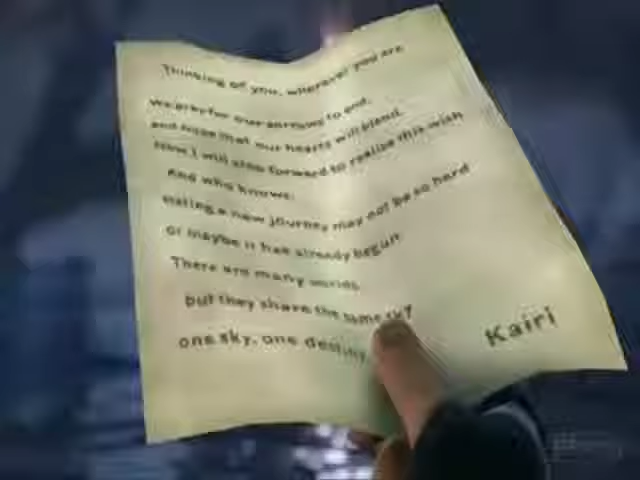 Thinking of you, wherever you are
We pray for our sorrows to end,
and hope that our hearts will blend.
Now I will step forward to realize this wish
And who knows:
starting a new journey may not be so hard
or maybe it has already begun
There are many worlds
but they share the same sky
one sky, one destiny
Kairi